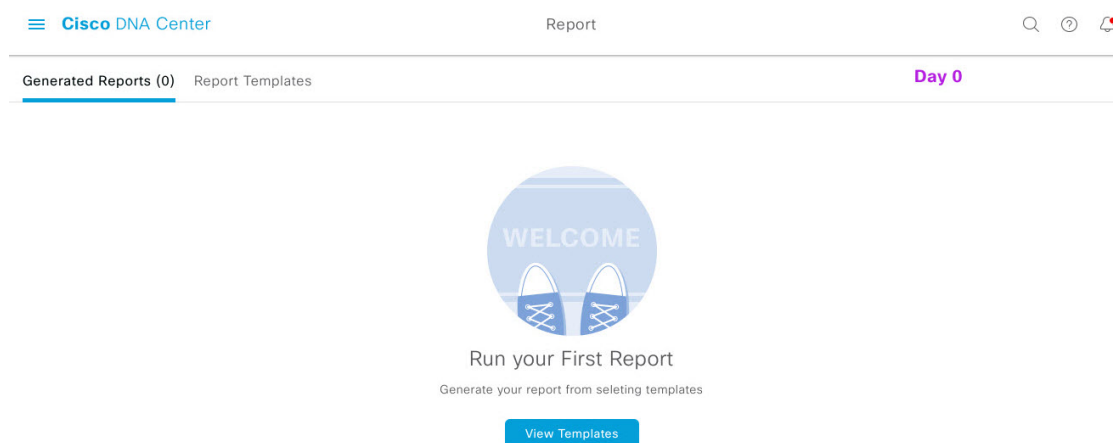 Cisco DNA Center
Report
Generated Reports (0)
Report Templates
Day 0
WELCOME
Run your First Report
Generate your report from seleting templates
View Templates